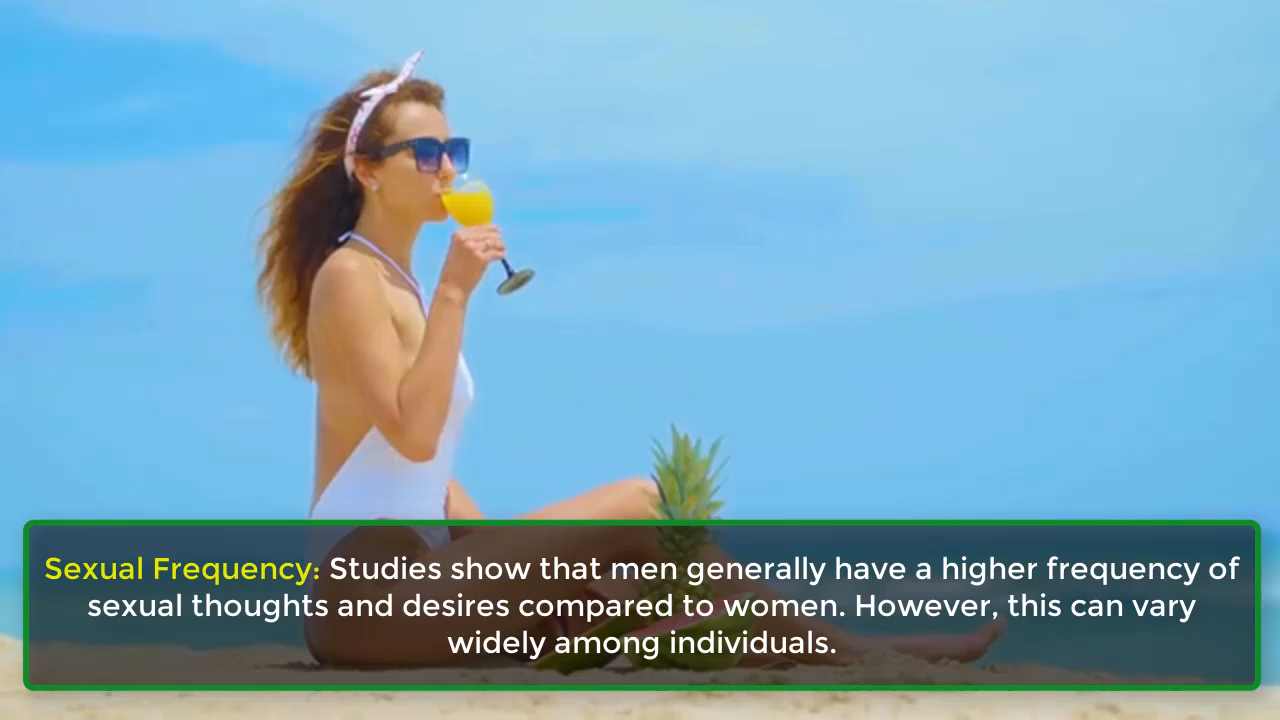 Sexual Frequency: Studies show that men generally have a higher frequency of
sexual thoughts and desires compared to women. However, this can vary
widely among individuals.